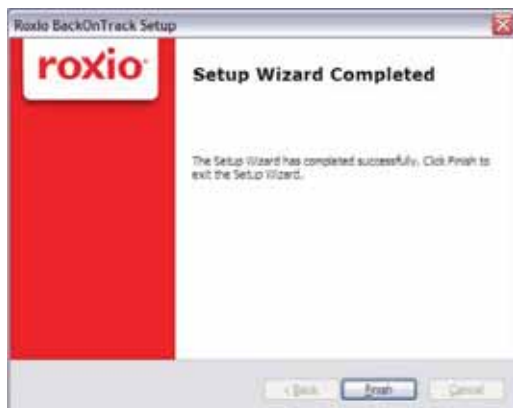 Roxio BackOnTrack Setup
roxio
Setup Wizard Completed
The Setup Wizard has completed successfully. Click Finish to
exit the Setup Wizard.
< Back
Finish
Cancel